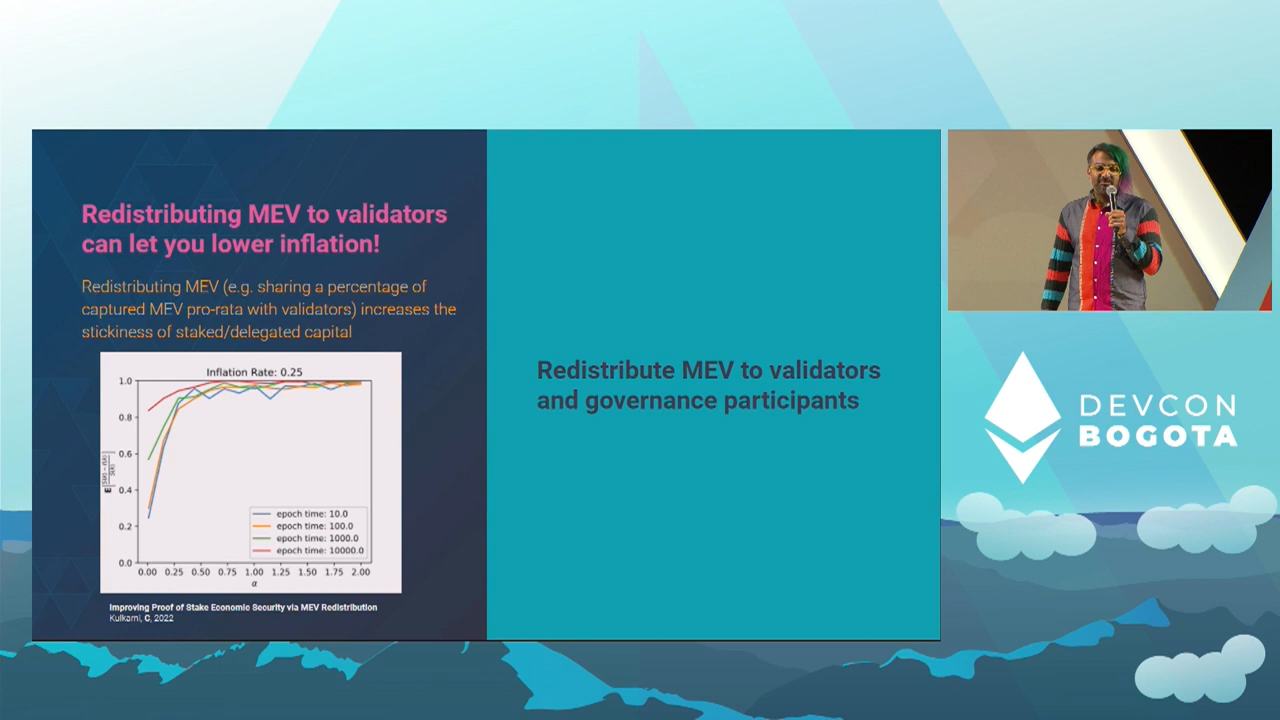 Redistributing MEV to validators
can let you lower inflation!
Redistributing MEV (e.g. sharing a percentage of
captured MEV pro-rata with validators) increases the
stickiness of staked/delegated capital
Inflation Rate: 0.25
1.0
0.8
0.6
0.4
0.2
0.0
epoch time: 10.0
epoch time: 100.0
epoch time: 1000.0
epoch time: 10000.0
0.00 0.25 0.50 0.75 1.00 1.25 1.50 1.75 2.00
α
Improving Proof of Stake Economic Security via MEV Redistribution
Kulkarni, C, 2022
Redistribute MEV to validators
and governance participants
DEVCON
BOGOTA